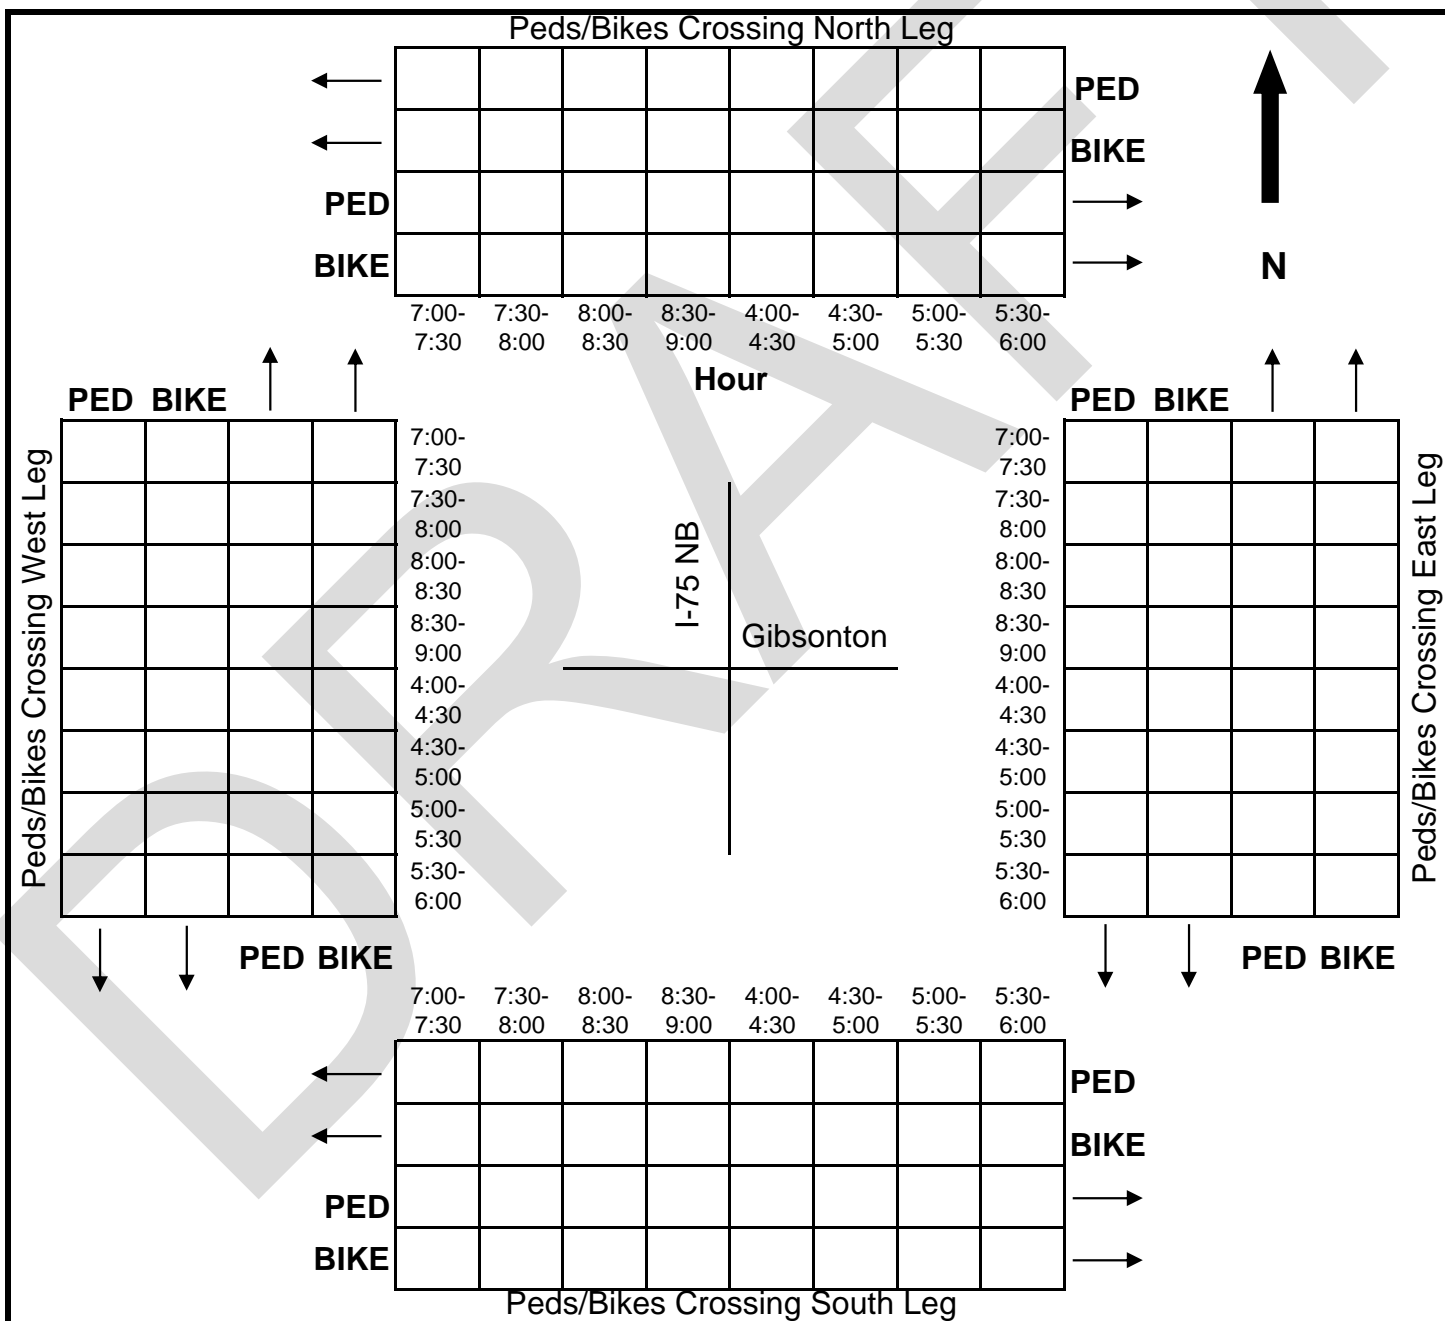 Peds/Bikes Crossing North Leg
PED
BIKE
PED
BIKE
N
7:00- 7:30- 8:00- 8:30- 4:00- 4:30- 5:00- 5:30-
7:30 8:00 8:30 9:00 4:30 5:00 5:30 6:00
Hour
PED BIKE
PED BIKE
Peds/Bikes Crossing West Leg
7:00-
7:30
7:30-
8:00
8:00-
8:30
8:30-
9:00
4:00-
4:30
4:30-
5:00
5:00-
5:30
5:30-
6:00
I-75 NB
Gibsonton
7:00-
7:30
7:30-
8:00
8:00-
8:30
8:30-
9:00
4:00-
4:30
4:30-
5:00
5:00-
5:30
5:30-
6:00
Peds/Bikes Crossing East Leg
PED BIKE
PED BIKE
7:00- 7:30- 8:00- 8:30- 4:00- 4:30- 5:00- 5:30-
7:30 8:00 8:30 9:00 4:30 5:00 5:30 6:00
PED
BIKE
PED
BIKE
Peds/Bikes Crossing South Leg
DRAFT